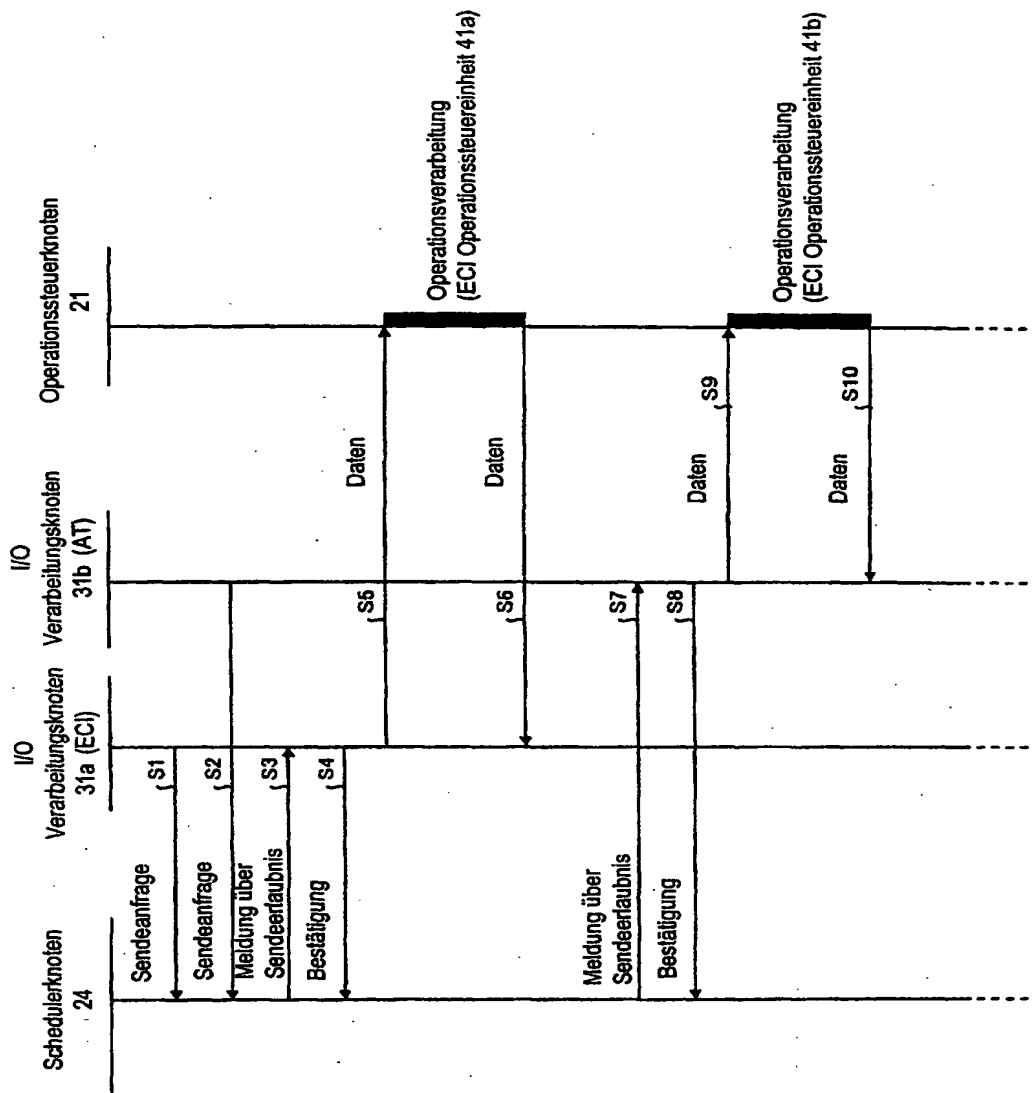 Schedulerknoten
24
I/O
Verarbeitungsknoten
31a (ECI)
I/O
Verarbeitungsknoten
31b (AT)
Operationssteuerknoten
21
Sendeanfrage
S1
Sendeanfrage
S2
Meldung über
Sendeerlaubnis
S3
Bestätigung
S4
S5
Daten
Operationsverarbeitung
(ECI Operationssteuereinheit 41a)
S6
Daten
Meldung über
Sendeerlaubnis
S7
Bestätigung
S8
Daten
S9
Operationsverarbeitung
(ECI Operationssteuereinheit 41b)
Daten
S10